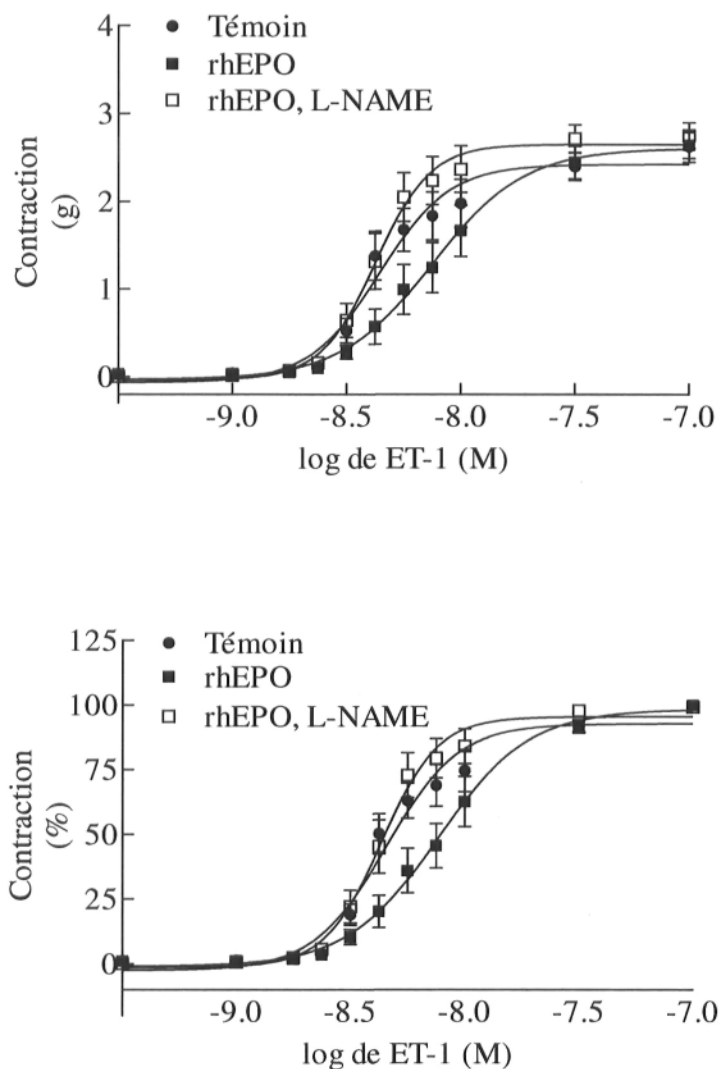 4
3
2
1
0
Contraction
(g)
Témoin
rhEPO
rhEPO, L-NAME
-9.0 -8.5 -8.0 -7.5 -7.0
log de ET-1 (M)
125
100
75
50
25
0
Contraction
(%)
Témoin
rhEPO
rhEPO, L-NAME
-9.0 -8.5 -8.0 -7.5 -7.0
log de ET-1 (M)